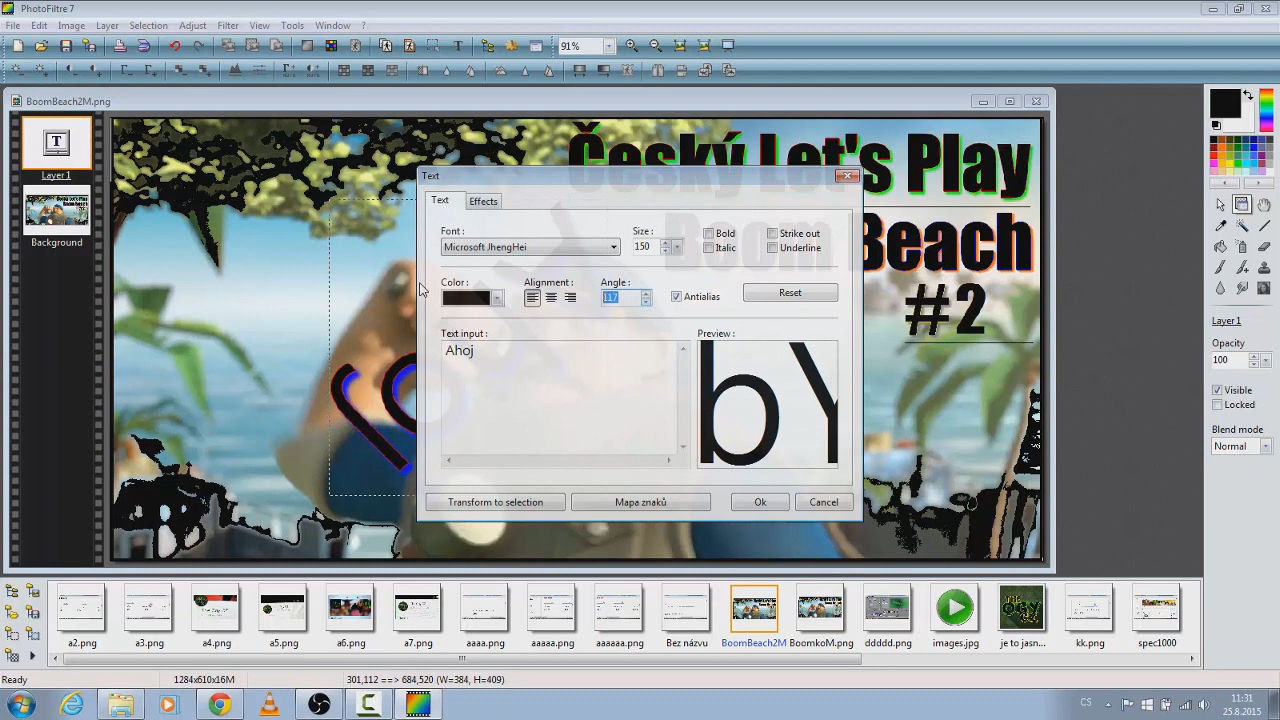 PhotoFiltre 7
File Edit Image Layer Selection Adjust Filter View Tools Window ?
91%
BoomBeach2M.png
T
Layer 1
Background
Český Let's Play
Boom Beach
#2
Text
Text Effects
Font : Size : Bold Strike out
Microsoft JhengHei 150 Italic Underline
Color : Alignment : Angle :
117 Antialias Reset
Text input : Preview :
Ahoj
bY
Transform to selection Mapa znaků Ok Cancel
Layer 1
Opacity
100
Visible
Locked
Blend mode
Normal
a2.png a3.png a4.png a5.png a6.png a7.png aaaa.png aaaaa.png aaaaaa.png Bez názvu BoomBeach2M BoomkoM.png ddddd.png images.jpg je to jasn... kk.png spec1000
Ready 1284x610x16M 301,112 ==> 684,520 (W=384, H=409)
CS 11:31
25.8.2015